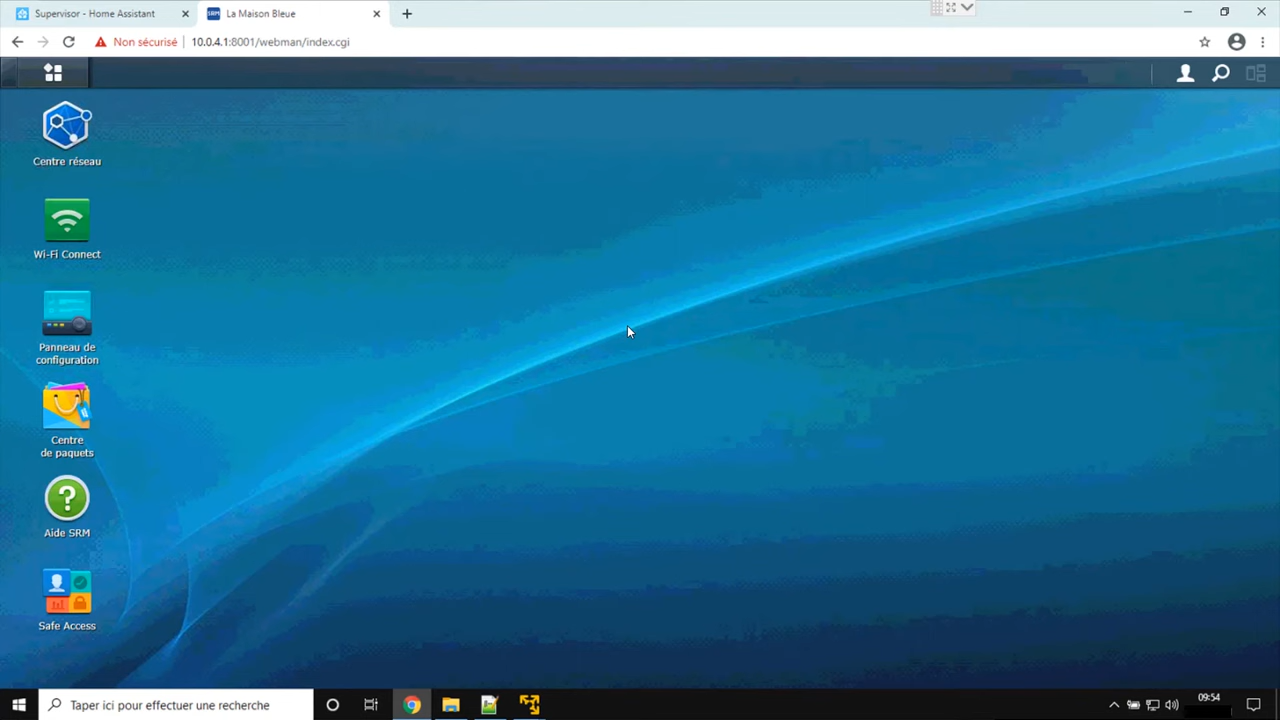 Supervisor - Home Assistant
SRM La Maison Bleue
Non sécurisé 10.0.4.1:8001/webman/index.cgi
Centre réseau
Wi-Fi Connect
Panneau de
configuration
Centre
de paquets
Aide SRM
Safe Access
Taper ici pour effectuer une recherche
09:54